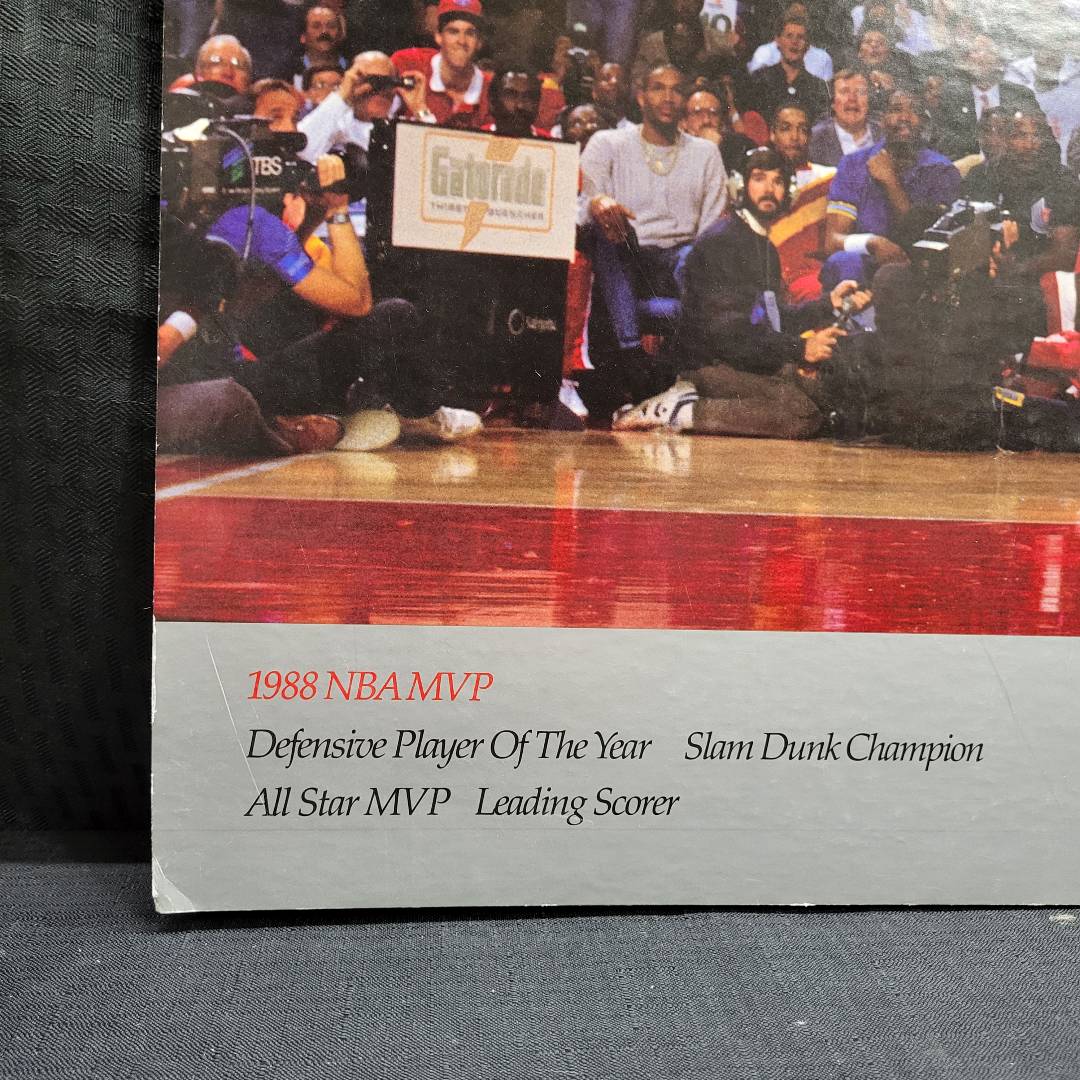 TBS
Gatorade
THIRST QUENCHER
1988 NBA MVP
Defensive Player Of The Year Slam Dunk Champion
All Star MVP Leading Scorer